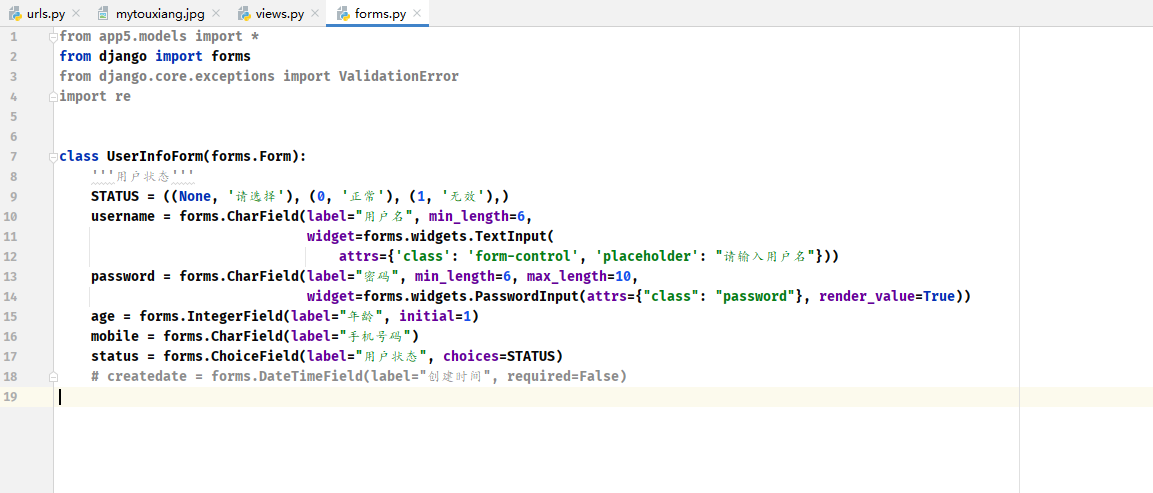 urls.py mytouxiang.jpg views.py forms.py
1 from app5.models import *
2 from django import forms
3 from django.core.exceptions import ValidationError
4 import re
5
6
7 class UserInfoForm(forms.Form):
8 '''用户状态'''
9 STATUS = ((None, '请选择'), (0, '正常'), (1, '无效'),)
10 username = forms.CharField(label="用户名", min_length=6,
11 widget=forms.widgets.TextInput(
12 attrs={'class': 'form-control', 'placeholder': "请输入用户名"}))
13 password = forms.CharField(label="密码", min_length=6, max_length=10,
14 widget=forms.widgets.PasswordInput(attrs={"class": "password"}, render_value=True))
15 age = forms.IntegerField(label="年龄", initial=1)
16 mobile = forms.CharField(label="手机号码")
17 status = forms.ChoiceField(label="用户状态", choices=STATUS)
18 # createdate = forms.DateTimeField(label="创建时间", required=False)
19